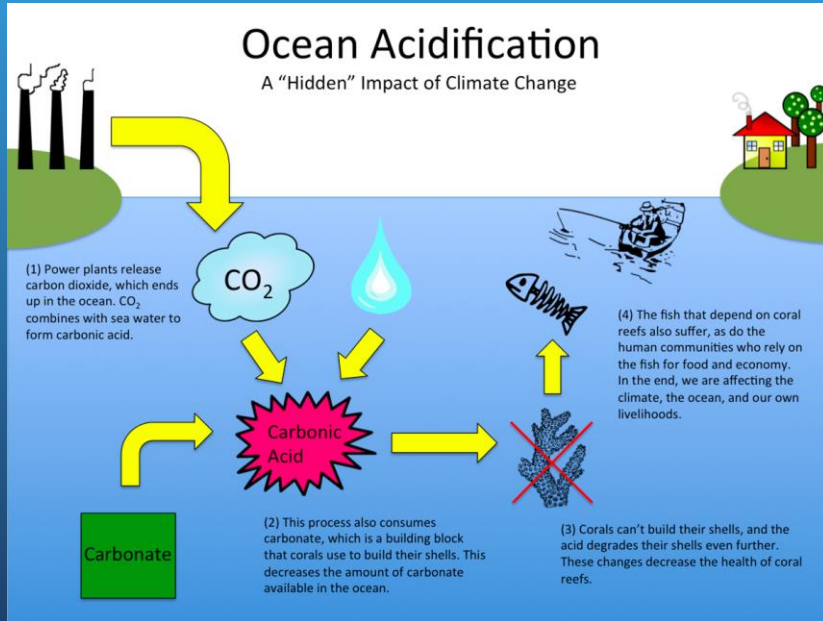 Ocean Acidification
A “Hidden” Impact of Climate Change
(1) Power plants release
carbon dioxide, which ends
up in the ocean. CO₂
combines with sea water to
form carbonic acid.
CO₂
(4) The fish that depend on coral
reefs also suffer, as do the
human communities who rely on
the fish for food and economy.
In the end, we are affecting the
climate, the ocean, and our own
livelihoods.
Carbonic
Acid
Carbonate
(2) This process also consumes
carbonate, which is a building block
that corals use to build their shells. This
decreases the amount of carbonate
available in the ocean.
(3) Corals can’t build their shells, and the
acid degrades their shells even further.
These changes decrease the health of coral
reefs.